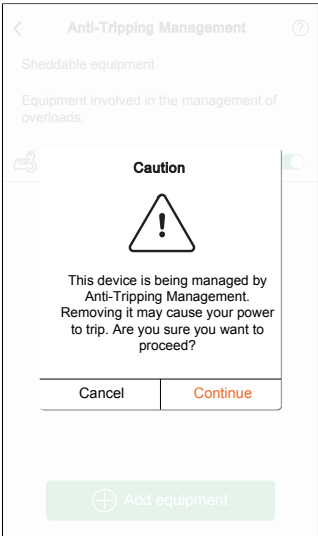 Anti-Tripping Management
Sheddable equipment
Equipment involved in the management of
overloads.
Caution
This device is being managed by
Anti-Tripping Management.
Removing it may cause your power
to trip. Are you sure you want to
proceed?
Cancel
Continue
Add equipment